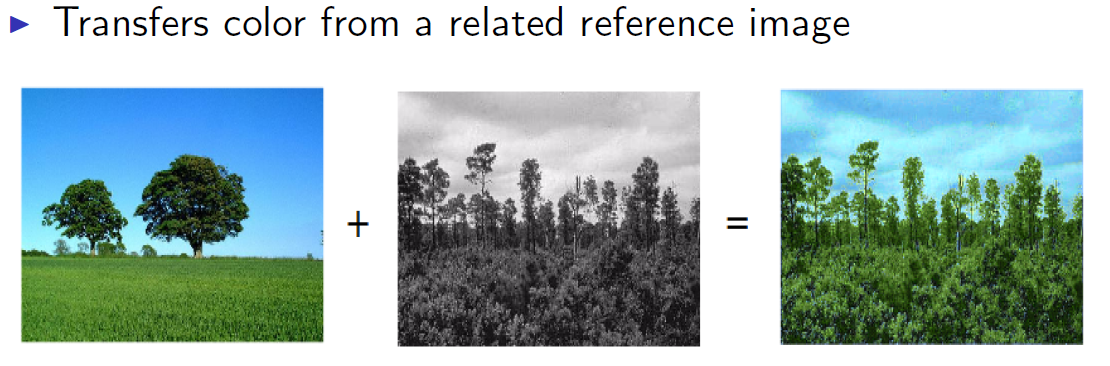 Transfers color from a related reference image
+ =